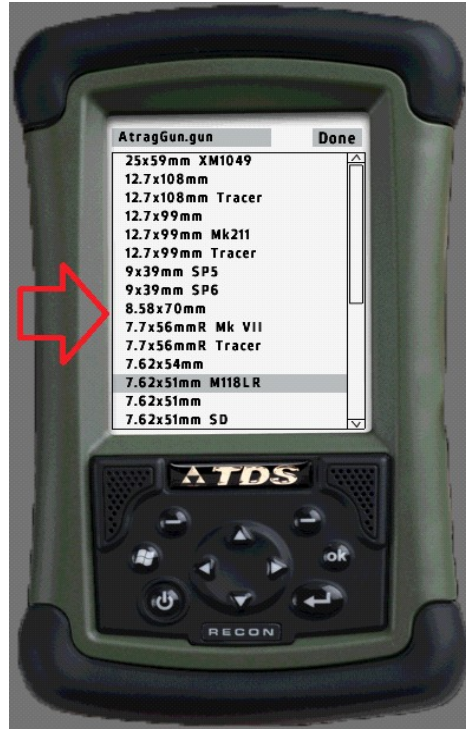 AtragGun.gun Done
25x59mm XM1049
12.7x108mm
12.7x108mm Tracer
12.7x99mm
12.7x99mm Mk211
12.7x99mm Tracer
9x39mm SP5
9x39mm SP6
8.58x70mm
7.7x56mmR Mk VII
7.7x56mmR Tracer
7.62x54mm
7.62x51mm M118LR
7.62x51mm
7.62x51mm SD
TDS
ok
RECON